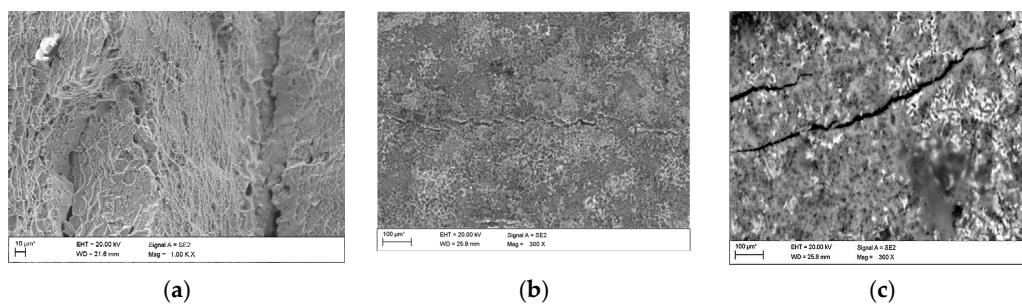 10 µm*
EHT = 20.00 kV
Signal A = SE2
WD = 21.6 mm
Mag = 1.00 K X
100 µm*
EHT = 20.00 kV
Signal A = SE2
WD = 25.9 mm
Mag = 300 X
100 µm*
EHT = 20.00 kV
Signal A = SE2
WD = 25.9 mm
Mag = 300 X
(a)
(b)
(c)